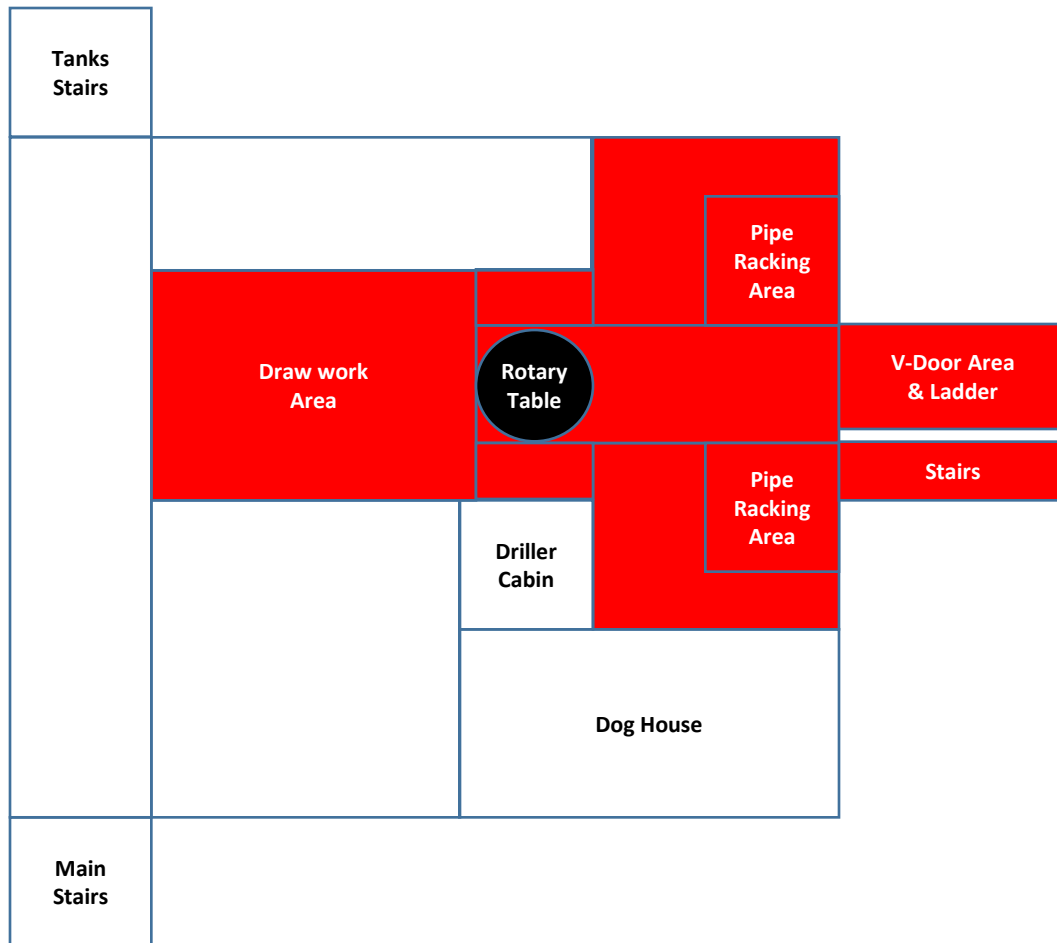 Tanks
Stairs
Pipe
Racking
Area
Draw work
Area
Rotary
Table
V-Door Area
& Ladder
Pipe
Racking
Area
Stairs
Driller
Cabin
Dog House
Main
Stairs